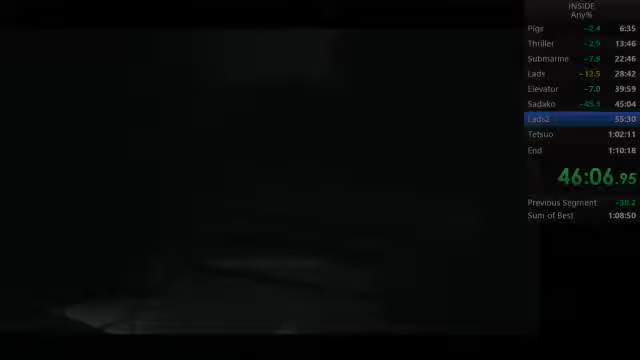 INSIDE
Any%
Pigs -2.4 6:35
Thriller -2.9 13:46
Submarine -7.9 22:46
Lads -12.5 28:42
Elevator -7.0 39:59
Sadako -45.3 45:04
Lads2 55:30
Tetsuo 1:02:11
End 1:10:18
46:06.95
Previous Segment -38.2
Sum of Best 1:08:50